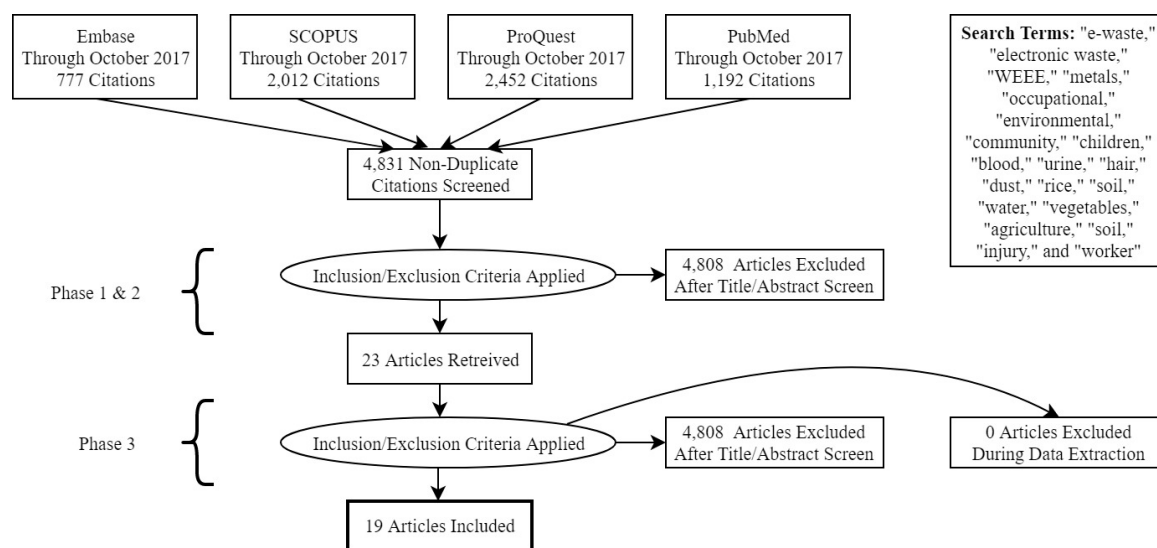 Embase
Through October 2017
777 Citations
SCOPUS
Through October 2017
2,012 Citations
ProQuest
Through October 2017
2,452 Citations
PubMed
Through October 2017
1,192 Citations
Search Terms: "e-waste,"
"electronic waste,"
"WEEE," "metals,"
"occupational,"
"environmental,"
"community," "children,"
"blood," "urine," "hair,"
"dust," "rice," "soil,"
"water," "vegetables,"
"agriculture," "soil,"
"injury," and "worker"
4,831 Non-Duplicate
Citations Screened
Phase 1 & 2
Inclusion/Exclusion Criteria Applied
4,808 Articles Excluded
After Title/Abstract Screen
23 Articles Retreived
Phase 3
Inclusion/Exclusion Criteria Applied
4,808 Articles Excluded
After Title/Abstract Screen
0 Articles Excluded
During Data Extraction
19 Articles Included